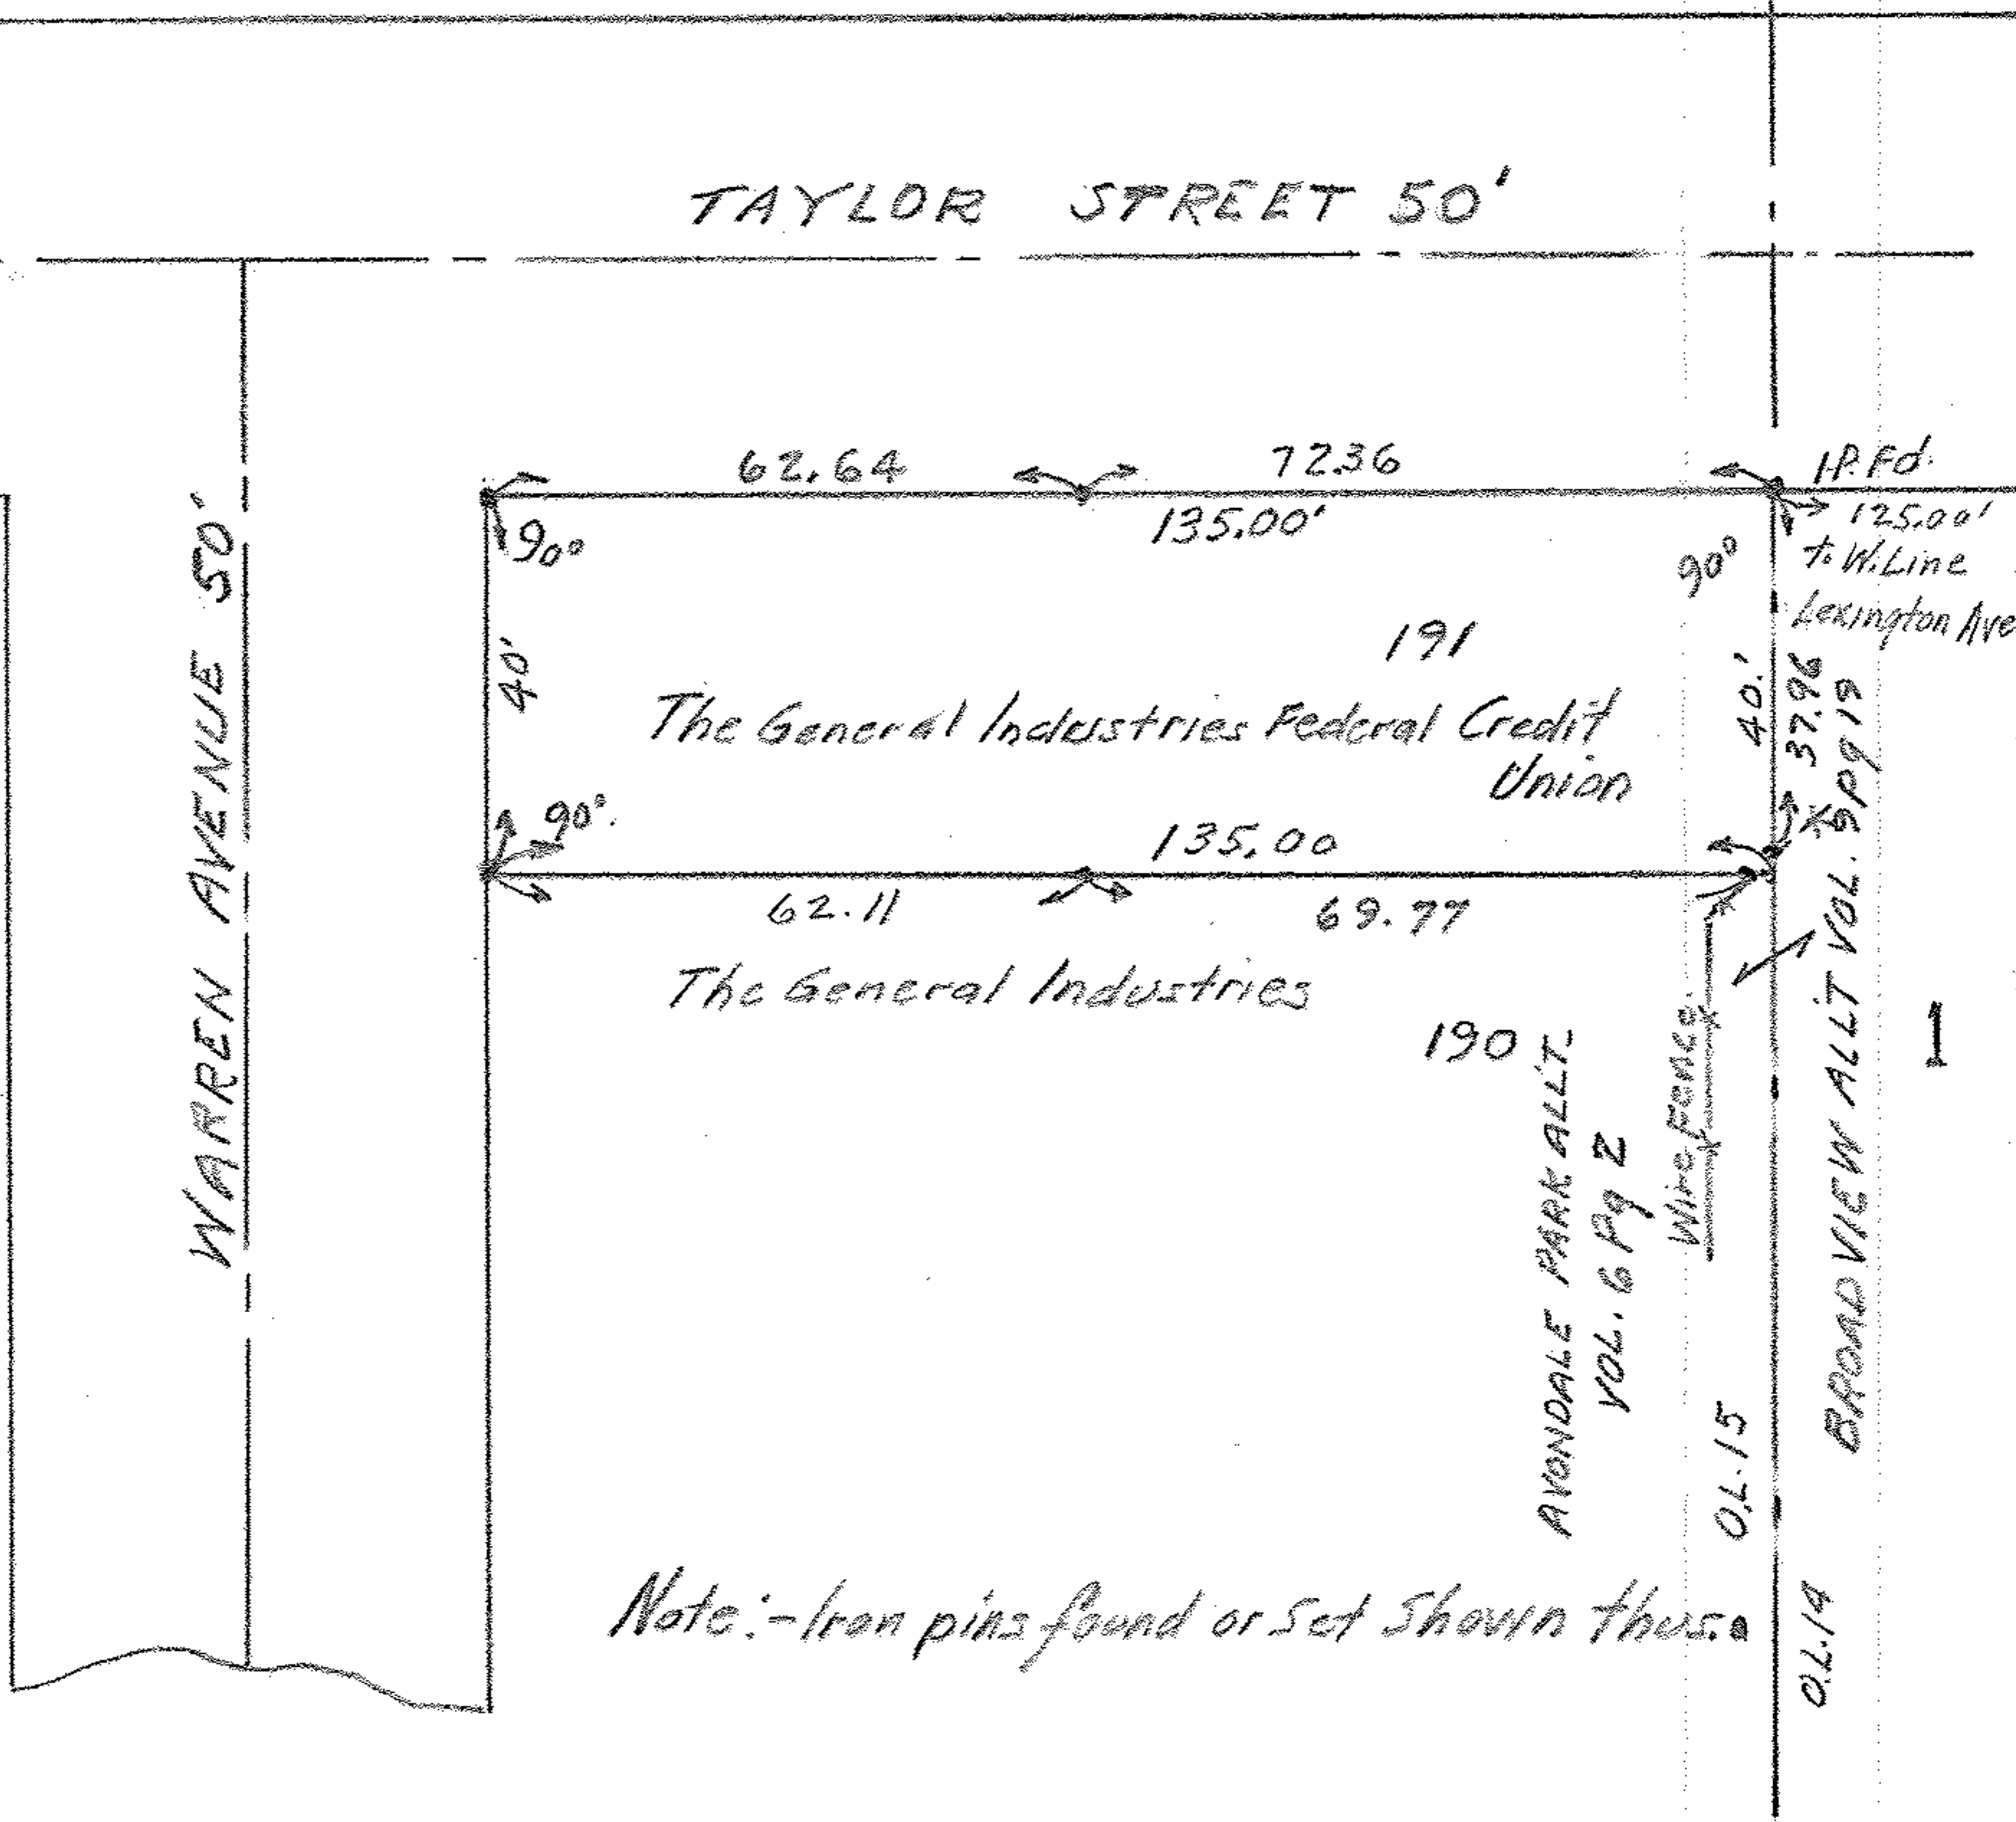 TAYLOR STREET 50'
WARREN AVENUE 50'
62.64
72.36
I.P. Fd.
135.00'
125.00'
to W. Line
Lexington Ave
90°
90°
40'
191
40.'
37.96
The General Industries Federal Credit
Union
90°.
135.00
62.11
69.77
The General Industries
190
AVONDALE PARK ALLT.
VOL. 6 Pg 2
Wire Fence.
BROADVIEW ALL'T VOL. 5 Pg 19
1
O.L. 15
O.L. 14
Note:- Iron pins found or set shown thus.